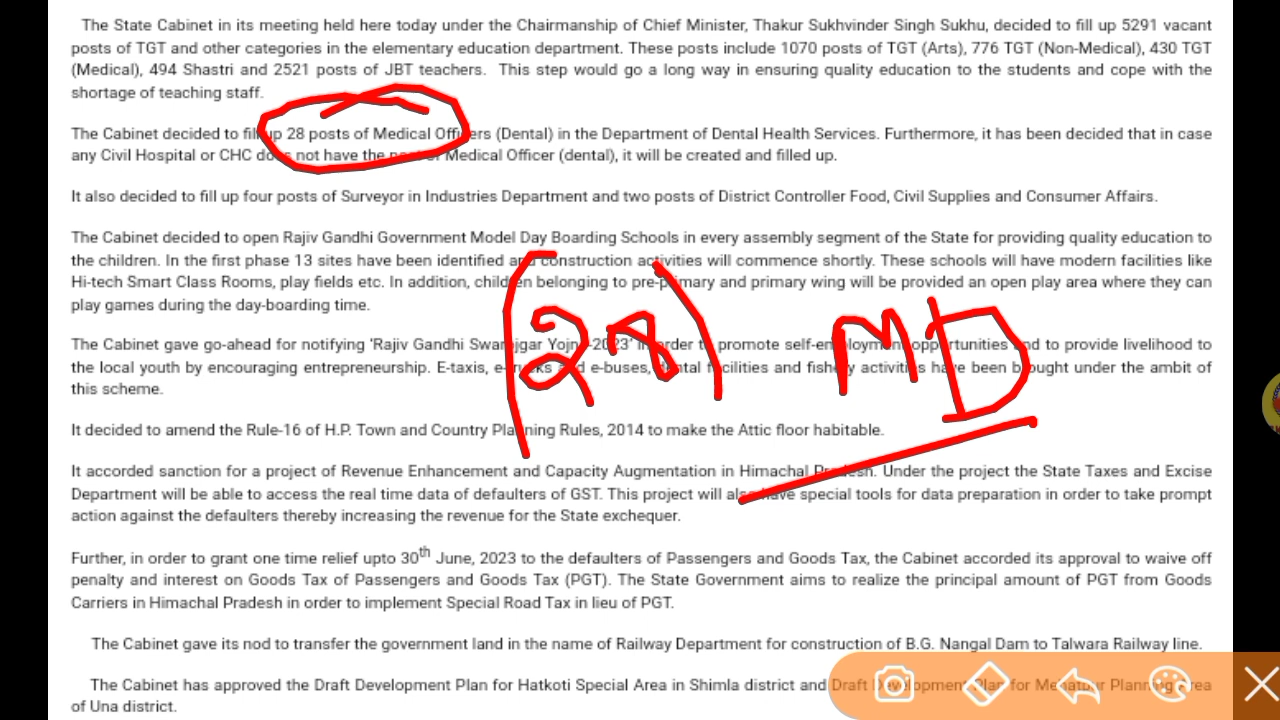 The State Cabinet in its meeting held here today under the Chairmanship of Chief Minister, Thakur Sukhvinder Singh Sukhu, decided to fill up 5291 vacant
posts of TGT and other categories in the elementary education department. These posts include 1070 posts of TGT (Arts), 776 TGT (Non-Medical), 430 TGT
(Medical), 494 Shastri and 2521 posts of JBT teachers. This step would go a long way in ensuring quality education to the students and cope with the
shortage of teaching staff.
The Cabinet decided to fill up 28 posts of Medical Officers (Dental) in the Department of Dental Health Services. Furthermore, it has been decided that in case
any Civil Hospital or CHC does not have the post of Medical Officer (dental), it will be created and filled up.
It also decided to fill up four posts of Surveyor in Industries Department and two posts of District Controller Food, Civil Supplies and Consumer Affairs.
The Cabinet decided to open Rajiv Gandhi Government Model Day Boarding Schools in every assembly segment of the State for providing quality education to
the children. In the first phase 13 sites have been identified and construction activities will commence shortly. These schools will have modern facilities like
Hi-tech Smart Class Rooms, play fields etc. In addition, children belonging to pre-primary and primary wing will be provided an open play area where they can
play games during the day-boarding time.
(28) MD
The Cabinet gave go-ahead for notifying 'Rajiv Gandhi Swarojgar Yojna-2023' in order to promote self-employment opportunities and to provide livelihood to
the local youth by encouraging entrepreneurship. E-taxis, e-trucks and e-buses, dental facilities and fishery activities have been brought under the ambit of
this scheme.
It decided to amend the Rule-16 of H.P. Town and Country Planning Rules, 2014 to make the Attic floor habitable.
It accorded sanction for a project of Revenue Enhancement and Capacity Augmentation in Himachal Pradesh. Under the project the State Taxes and Excise
Department will be able to access the real time data of defaulters of GST. This project will also have special tools for data preparation in order to take prompt
action against the defaulters thereby increasing the revenue for the State exchequer.
Further, in order to grant one time relief upto 30th June, 2023 to the defaulters of Passengers and Goods Tax, the Cabinet accorded its approval to waive off
penalty and interest on Goods Tax of Passengers and Goods Tax (PGT). The State Government aims to realize the principal amount of PGT from Goods
Carriers in Himachal Pradesh in order to implement Special Road Tax in lieu of PGT.
The Cabinet gave its nod to transfer the government land in the name of Railway Department for construction of B.G. Nangal Dam to Talwara Railway line.
The Cabinet has approved the Draft Development Plan for Hatkoti Special Area in Shimla district and Draft Development Plan for Mehatpur Planning Area
of Una district.